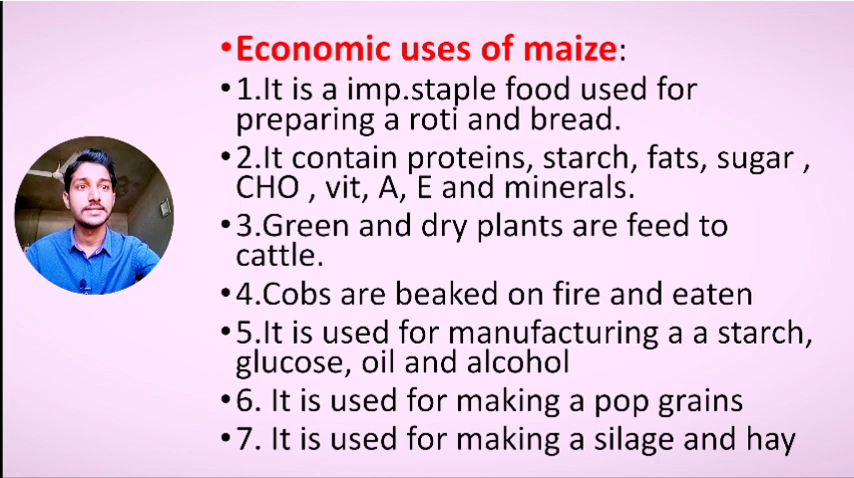 •Economic uses of maize:
•1.It is a imp.staple food used for
preparing a roti and bread.
•2.It contain proteins, starch, fats, sugar ,
CHO , vit, A, E and minerals.
•3.Green and dry plants are feed to
cattle.
•4.Cobs are beaked on fire and eaten
•5.It is used for manufacturing a a starch,
glucose, oil and alcohol
•6. It is used for making a pop grains
•7. It is used for making a silage and hay